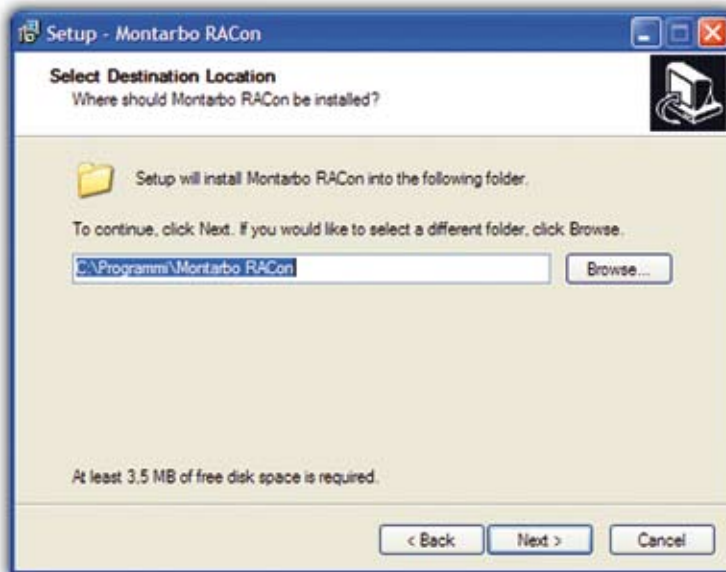 Setup - Montarbo RACon
Select Destination Location
Where should Montarbo RACon be installed?
Setup will install Montarbo RACon into the following folder.
To continue, click Next. If you would like to select a different folder, click Browse.
C:\Programmi\Montarbo RACon
Browse...
At least 3,5 MB of free disk space is required.
< Back
Next >
Cancel